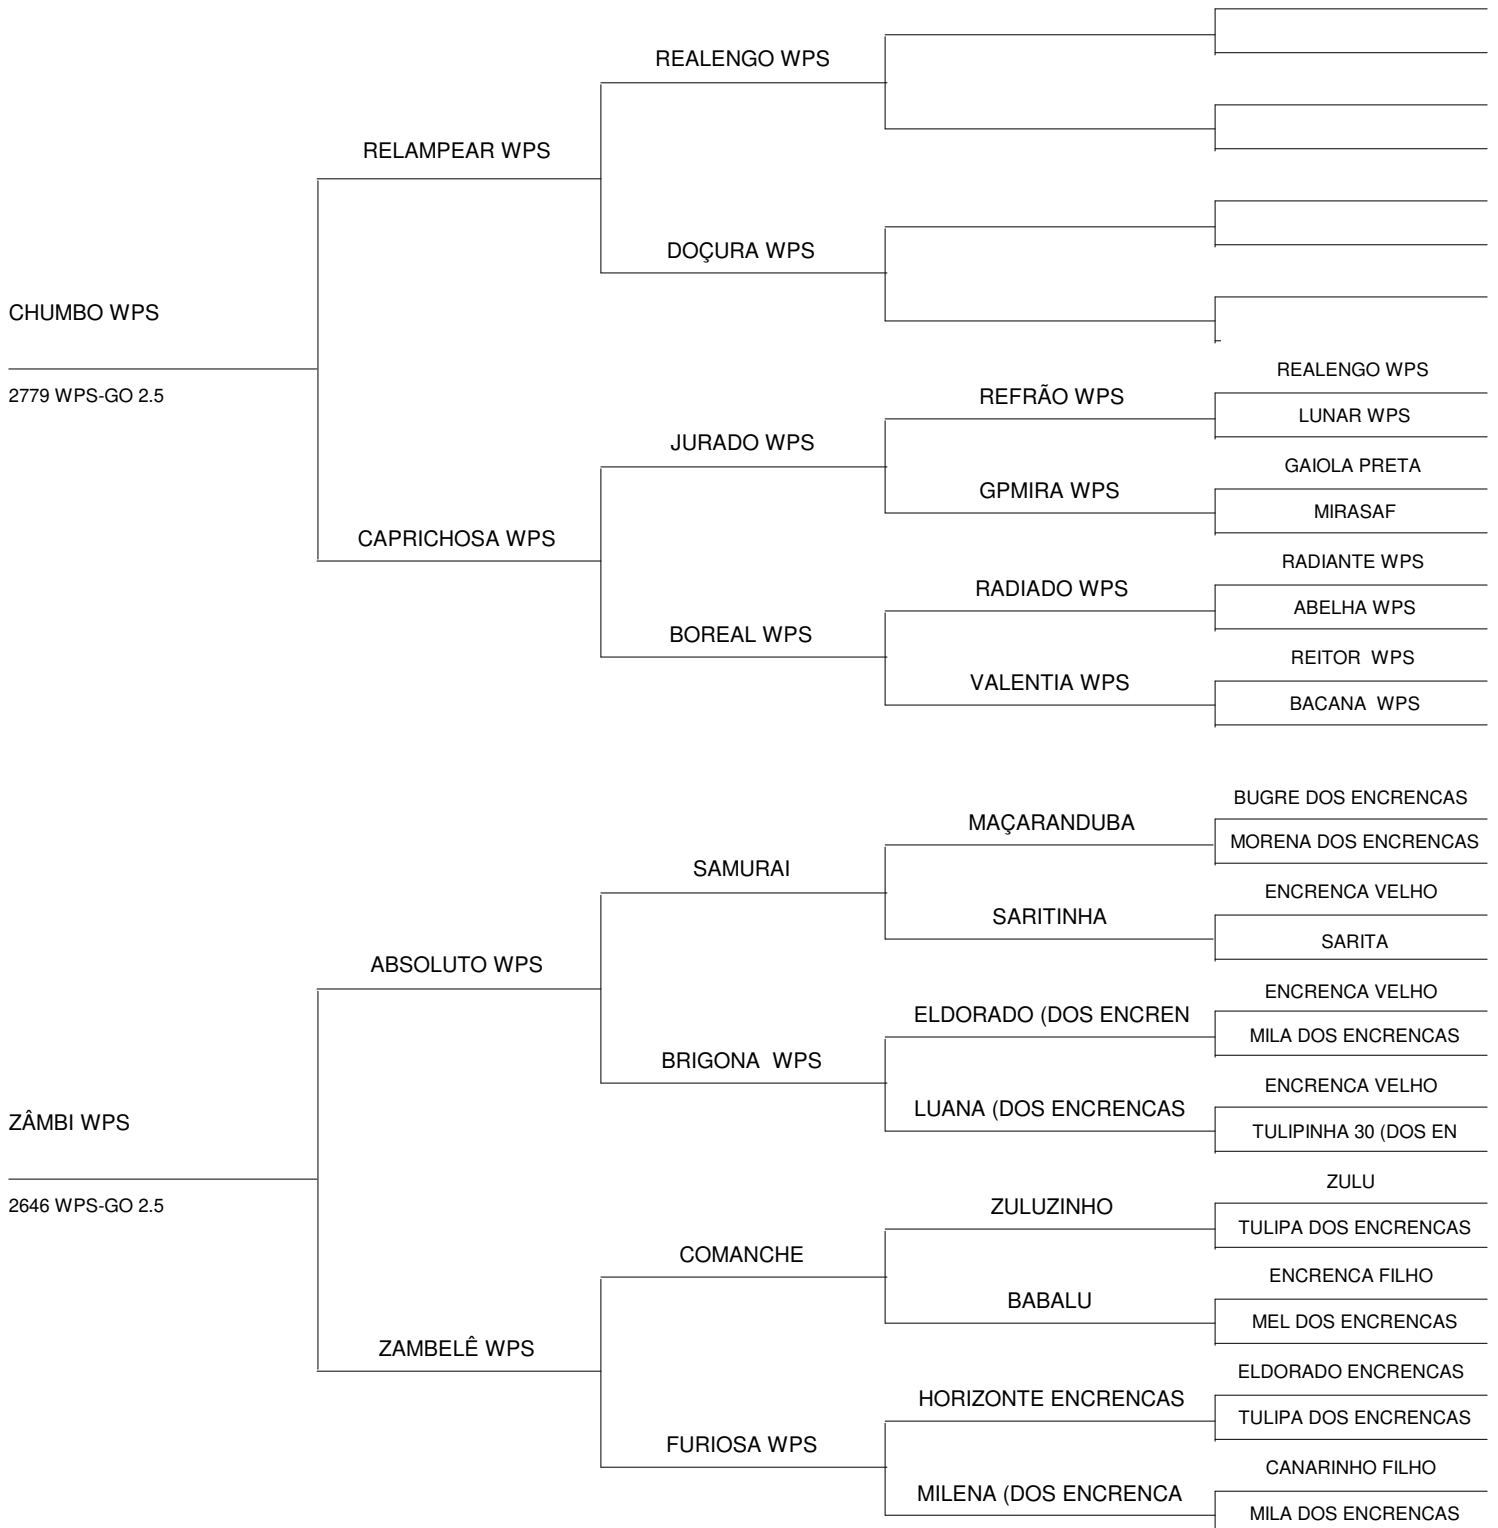 REALENGO WPS
RELAMPEAR WPS
DOÇURA WPS
CHUMBO WPS
2779 WPS-GO 2.5
REALENGO WPS
REFRÃO WPS
LUNAR WPS
JURADO WPS
GAIOLA PRETA
GPMIRA WPS
MIRASAF
CAPRICHOSA WPS
RADIANTE WPS
RADIADO WPS
ABELHA WPS
BOREAL WPS
REITOR  WPS
VALENTIA WPS
BACANA  WPS
BUGRE DOS ENCRENCAS
MAÇARANDUBA
MORENA DOS ENCRENCAS
SAMURAI
ENCRENCA VELHO
SARITINHA
SARITA
ABSOLUTO WPS
ENCRENCA VELHO
ELDORADO (DOS ENCREN
MILA DOS ENCRENCAS
BRIGONA  WPS
ENCRENCA VELHO
LUANA (DOS ENCRENCAS
TULIPINHA 30 (DOS EN
ZÂMBI WPS
2646 WPS-GO 2.5
ZULU
ZULUZINHO
TULIPA DOS ENCRENCAS
COMANCHE
ENCRENCA FILHO
BABALU
MEL DOS ENCRENCAS
ZAMBELÊ WPS
ELDORADO ENCRENCAS
HORIZONTE ENCRENCAS
TULIPA DOS ENCRENCAS
FURIOSA WPS
CANARINHO FILHO
MILENA (DOS ENCRENCA
MILA DOS ENCRENCAS